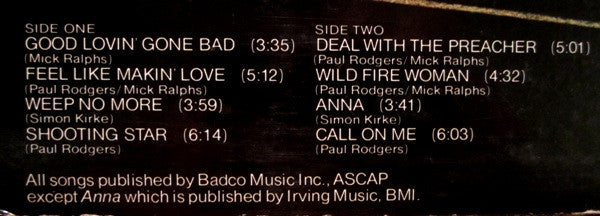 SIDE ONE
GOOD LOVIN' GONE BAD (3:35)
(Mick Ralphs)
FEEL LIKE MAKIN' LOVE (5:12)
(Paul Rodgers/Mick Ralphs)
WEEP NO MORE (3:59)
(Simon Kirke)
SHOOTING STAR (6:14)
(Paul Rodgers)
SIDE TWO
DEAL WITH THE PREACHER (5:01)
(Paul Rodgers/Mick Ralphs)
WILD FIRE WOMAN (4:32)
(Paul Rodgers/Mick Ralphs)
ANNA (3:41)
(Simon Kirke)
CALL ON ME (6:03)
(Paul Rodgers)
All songs published by Badco Music Inc., ASCAP
except Anna which is published by Irving Music, BMI.